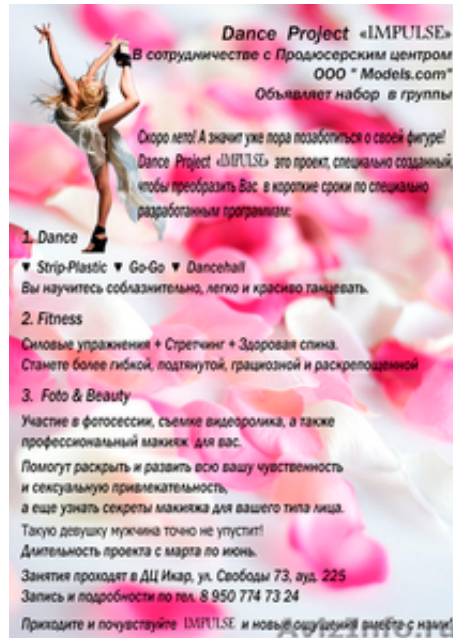 Dance Project «IMPULSE»
В сотрудничестве с Продюсерским центром
ООО " Models.com"
Объявляет набор в группы
Скоро лето! А значит уже пора позаботиться о своей фигуре!
Dance Project «IMPULSE» это проект, специально созданный,
чтобы преобразить Вас в короткие сроки по специально
разработанным программам:
1. Dance
▼ Strip-Plastic ▼ Go-Go ▼ Dancehall
Вы научитесь соблазнительно, легко и красиво танцевать.
2. Fitness
Силовые упражнения + Стретчинг + Здоровая спина.
Станете более гибкой, подтянутой, грациозной и раскрепощенной
3. Foto & Beauty
Участие в фотосессии, съемке видеоролика, а также
профессиональный макияж для вас.
Помогут раскрыть и развить всю вашу чувственность
и сексуальную привлекательность,
а еще узнать секреты макияжа для вашего типа лица.
Такую девушку мужчина точно не упустит!
Длительность проекта с марта по июнь.
Занятия проходят в ДЦ Икар, ул. Свободы 73, ауд. 225
Запись и подробности по тел. 8 950 774 73 24
Приходите и почувствуйте IMPULSE и новые ощущения вместе с нами!